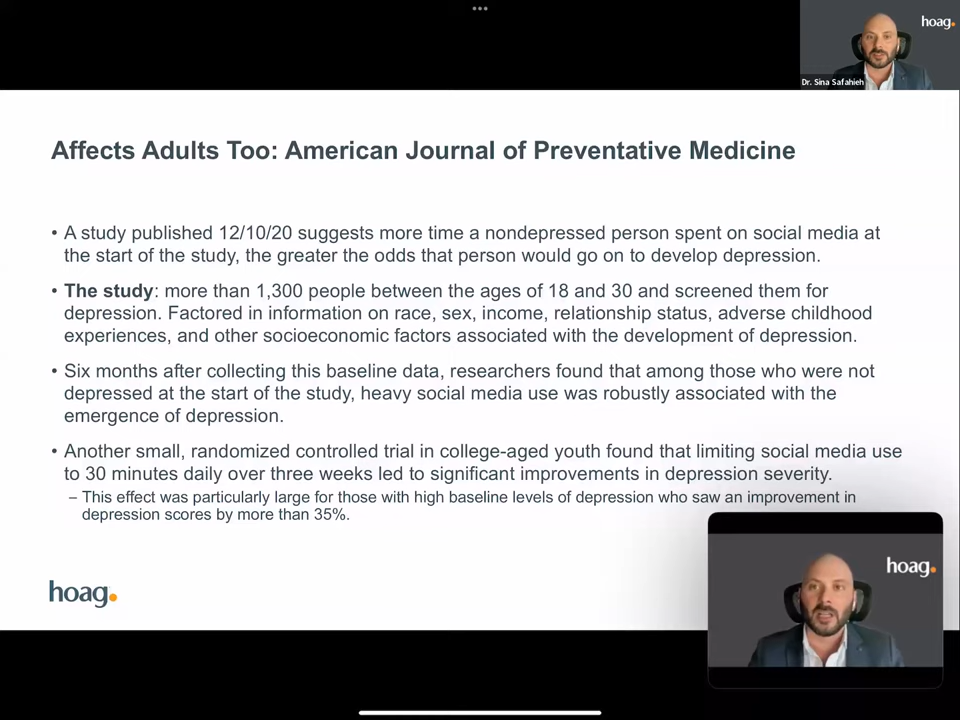 hoag.
Dr. Sina Safahieh
Affects Adults Too: American Journal of Preventative Medicine
• A study published 12/10/20 suggests more time a nondepressed person spent on social media at
the start of the study, the greater the odds that person would go on to develop depression.
• The study: more than 1,300 people between the ages of 18 and 30 and screened them for
depression. Factored in information on race, sex, income, relationship status, adverse childhood
experiences, and other socioeconomic factors associated with the development of depression.
• Six months after collecting this baseline data, researchers found that among those who were not
depressed at the start of the study, heavy social media use was robustly associated with the
emergence of depression.
• Another small, randomized controlled trial in college-aged youth found that limiting social media use
to 30 minutes daily over three weeks led to significant improvements in depression severity.
– This effect was particularly large for those with high baseline levels of depression who saw an improvement in
depression scores by more than 35%.
hoag.
hoag.